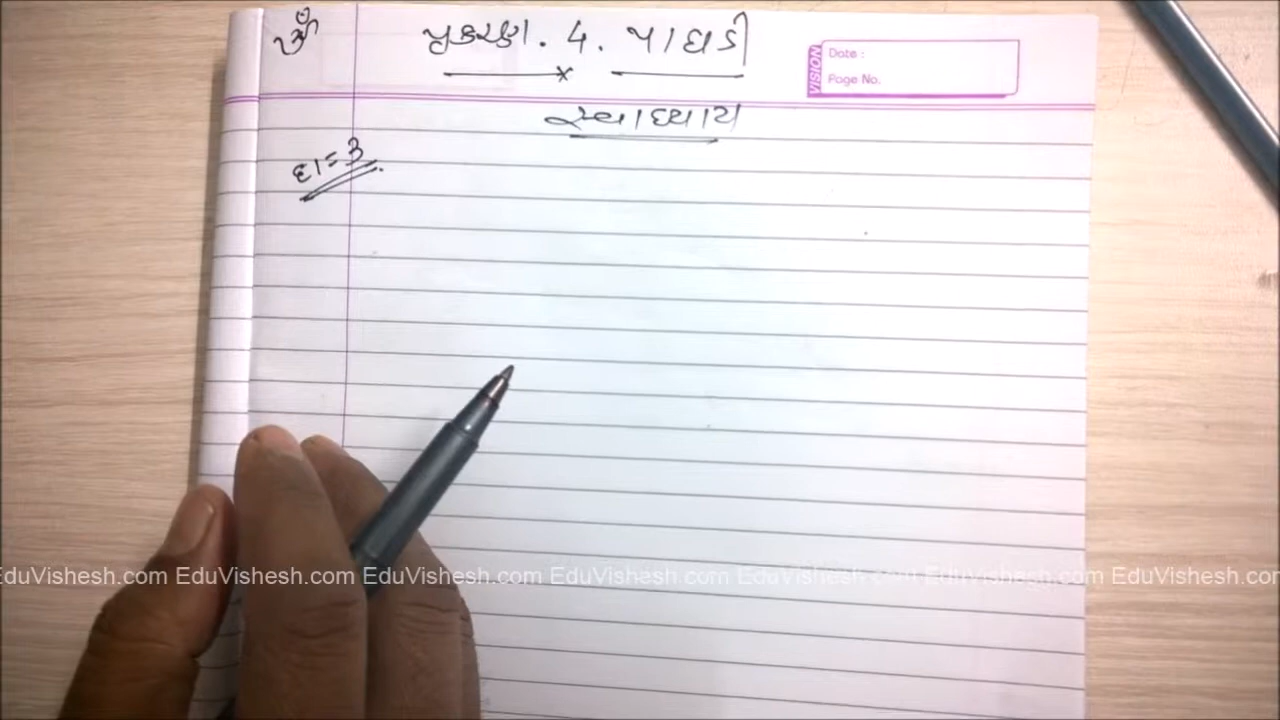 ૐ
પ્રકરણ. 4. પાઘડી
VISION
Date :
Page No.
સ્વાધ્યાય
ધા = 3
EduVishesh.com EduVishesh.com EduVishesh.com EduVishesh.com EduVishesh.com EduVishesh.com EduVishesh.com